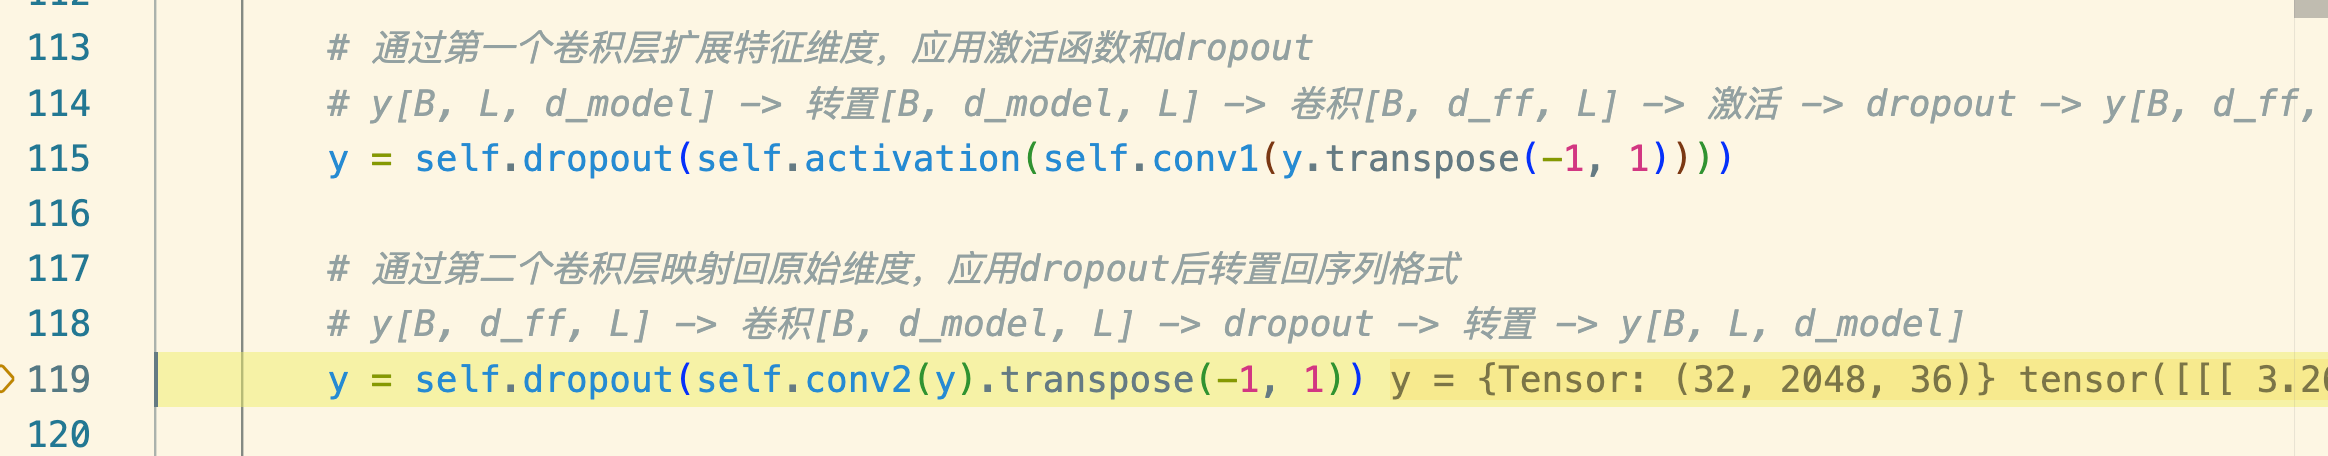 112
113 # 通过第一个卷积层扩展特征维度，应用激活函数和dropout
114 # y[B, L, d_model] -> 转置[B, d_model, L] -> 卷积[B, d_ff, L] -> 激活 -> dropout -> y[B, d_ff,
115 y = self.dropout(self.activation(self.conv1(y.transpose(-1, 1))))
116
117 # 通过第二个卷积层映射回原始维度，应用dropout后转置回序列格式
118 # y[B, d_ff, L] -> 卷积[B, d_model, L] -> dropout -> 转置 -> y[B, L, d_model]
119 y = self.dropout(self.conv2(y).transpose(-1, 1)) y = {Tensor: (32, 2048, 36)} tensor([[[ 3.20
120